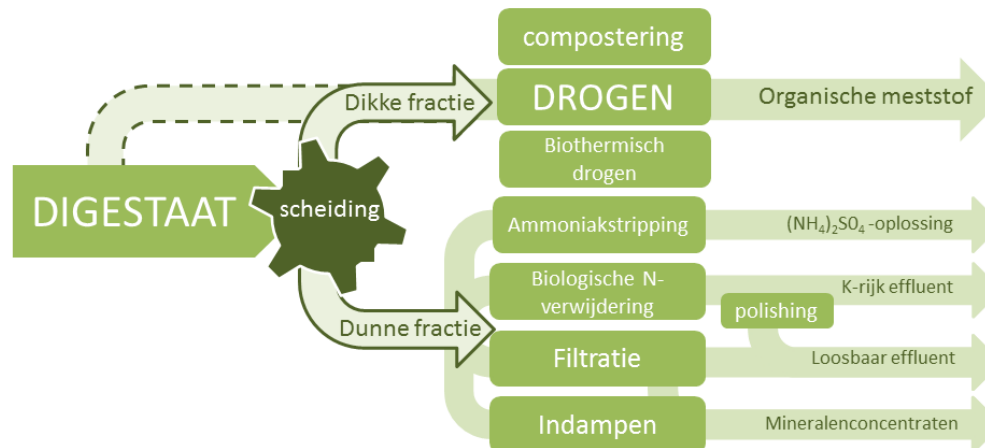 compostering
Dikke fractie
DROGEN
Organische meststof
Biothermisch
drogen
DIGESTAAT
scheiding
Ammoniakstripping
(NH₄)₂S0₄ -oplossing
Biologische N-
verwijdering
K-rijk effluent
polishing
Dunne fractie
Filtratie
Loosbaar effluent
Indampen
Mineralenconcentraten